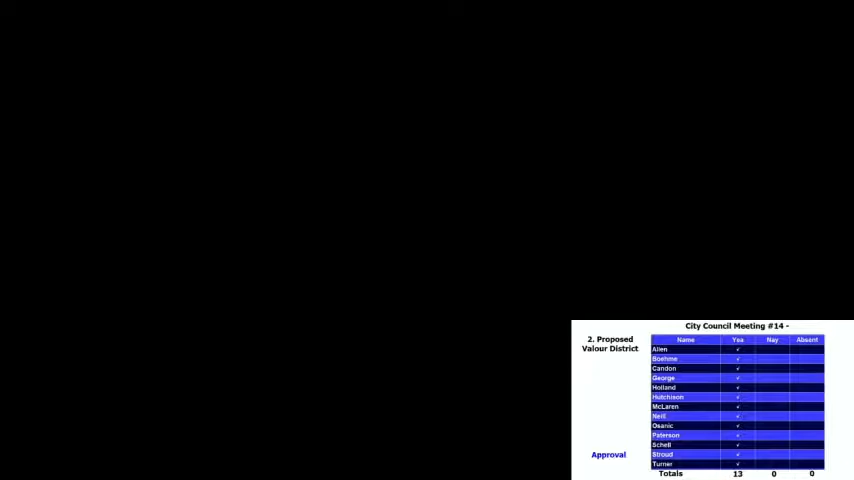 City Council Meeting #14 -
2. Proposed
Valour District
Name Yea Nay Absent
Allen √
Boehme √
Candon √
George √
Holland √
Hutchison √
McLaren √
Neill √
Osanic √
Paterson √
Schell √
Stroud √
Turner √
Approval
Totals 13 0 0